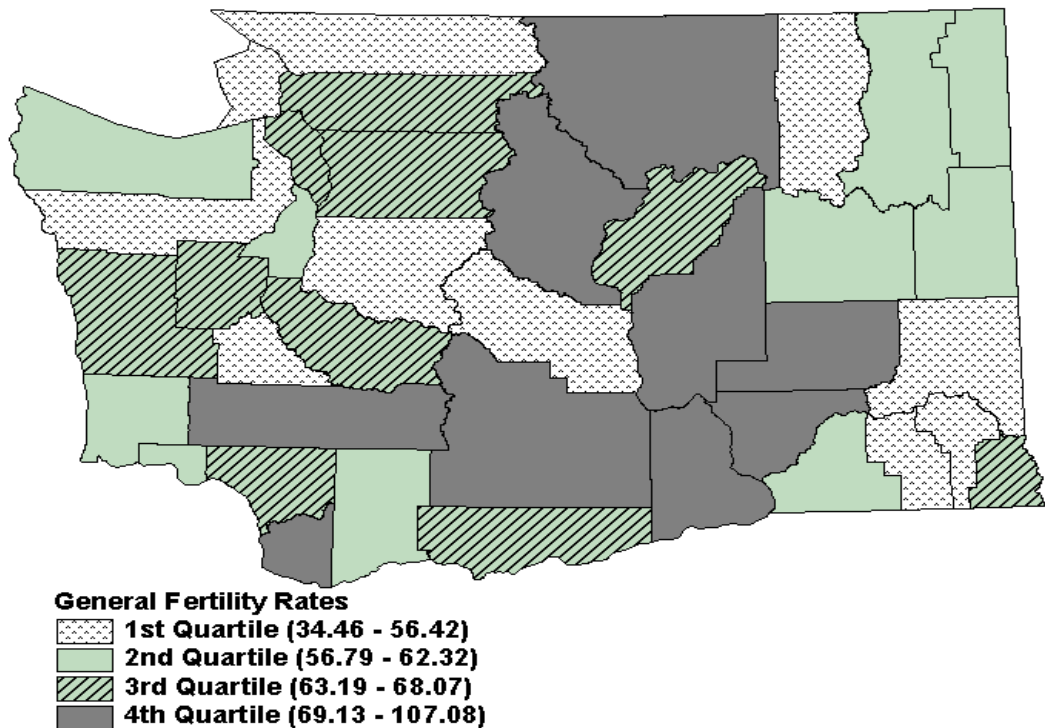 General Fertility Rates
1st Quartile (34.46 - 56.42)
2nd Quartile (56.79 - 62.32)
3rd Quartile (63.19 - 68.07)
4th Quartile (69.13 - 107.08)